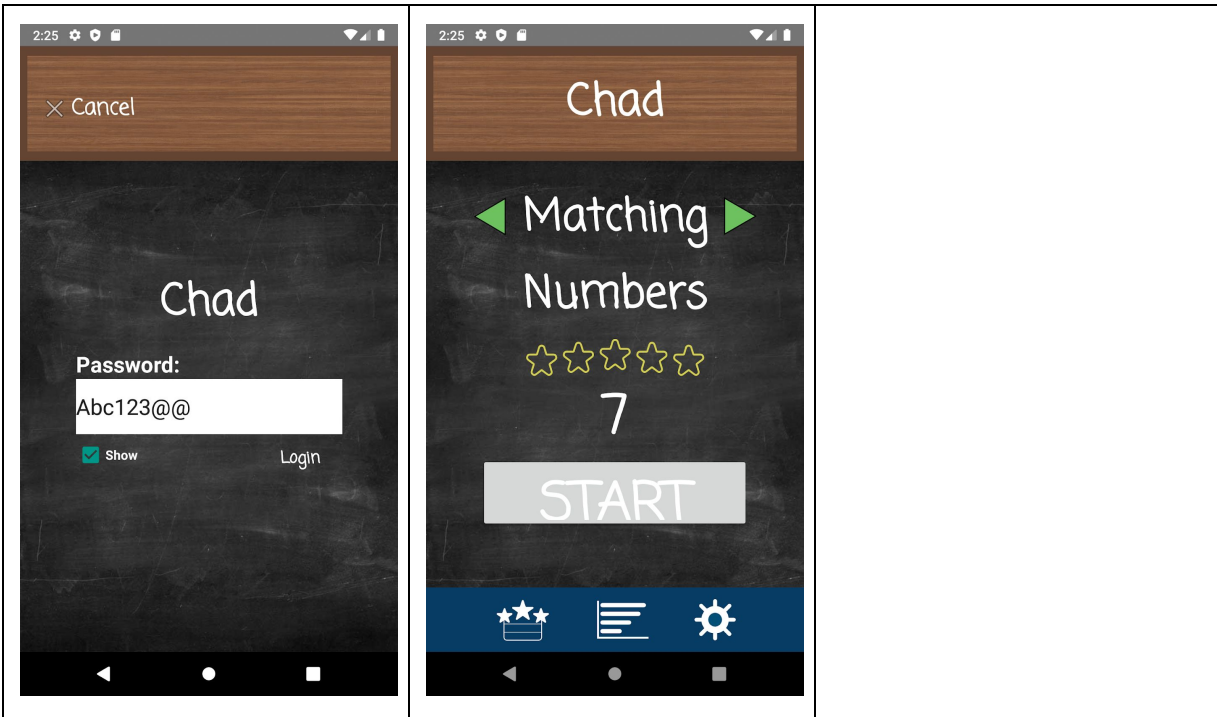 2:25
Cancel
Chad
Password:
Abc123@@
Show
Login
2:25
Chad
Matching
Numbers
7
START